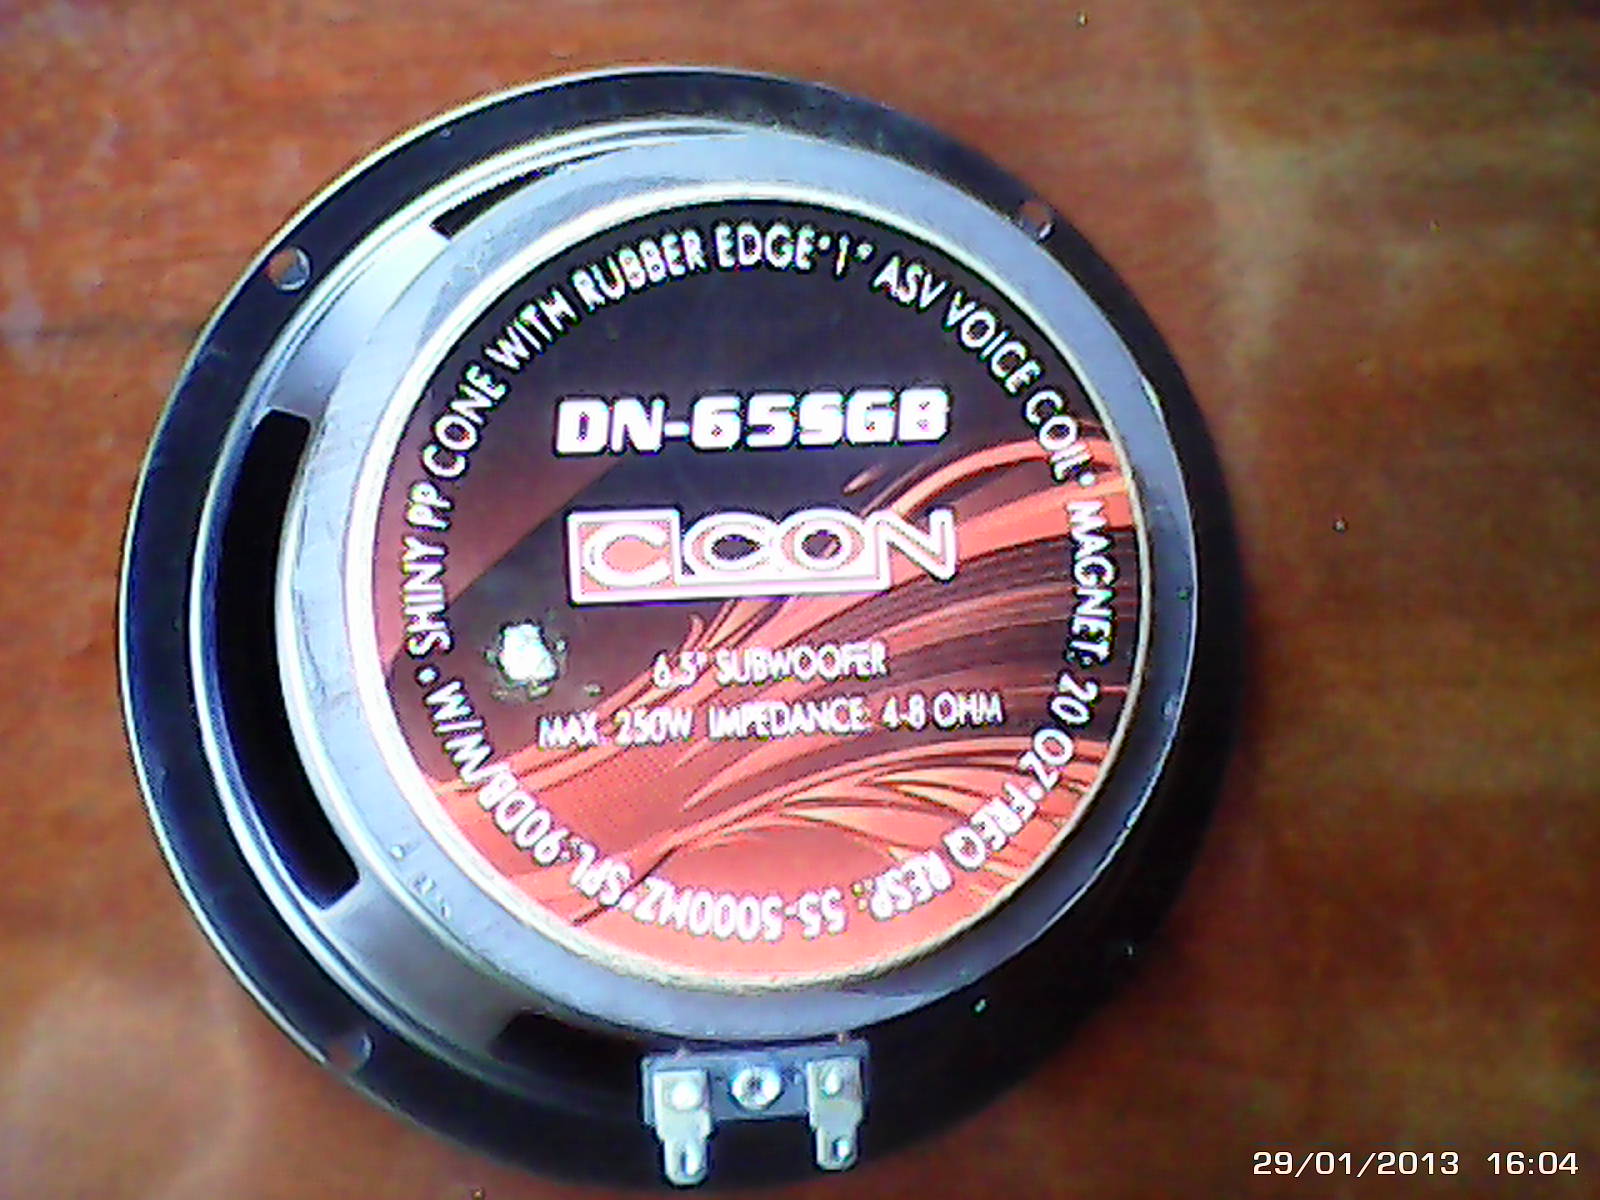 SHINY PP CONE WITH RUBBER EDGE*1" ASV VOICE COIL* MAGNET: 20 OZ*FREQ RESP.: 55-5000HZ*SPL:90DB/W/M •
DN-659GB
CCON
6.5" SUBWOOFER
MAX. 250W IMPEDANCE: 4-8 OHM
29/01/2013 16:04